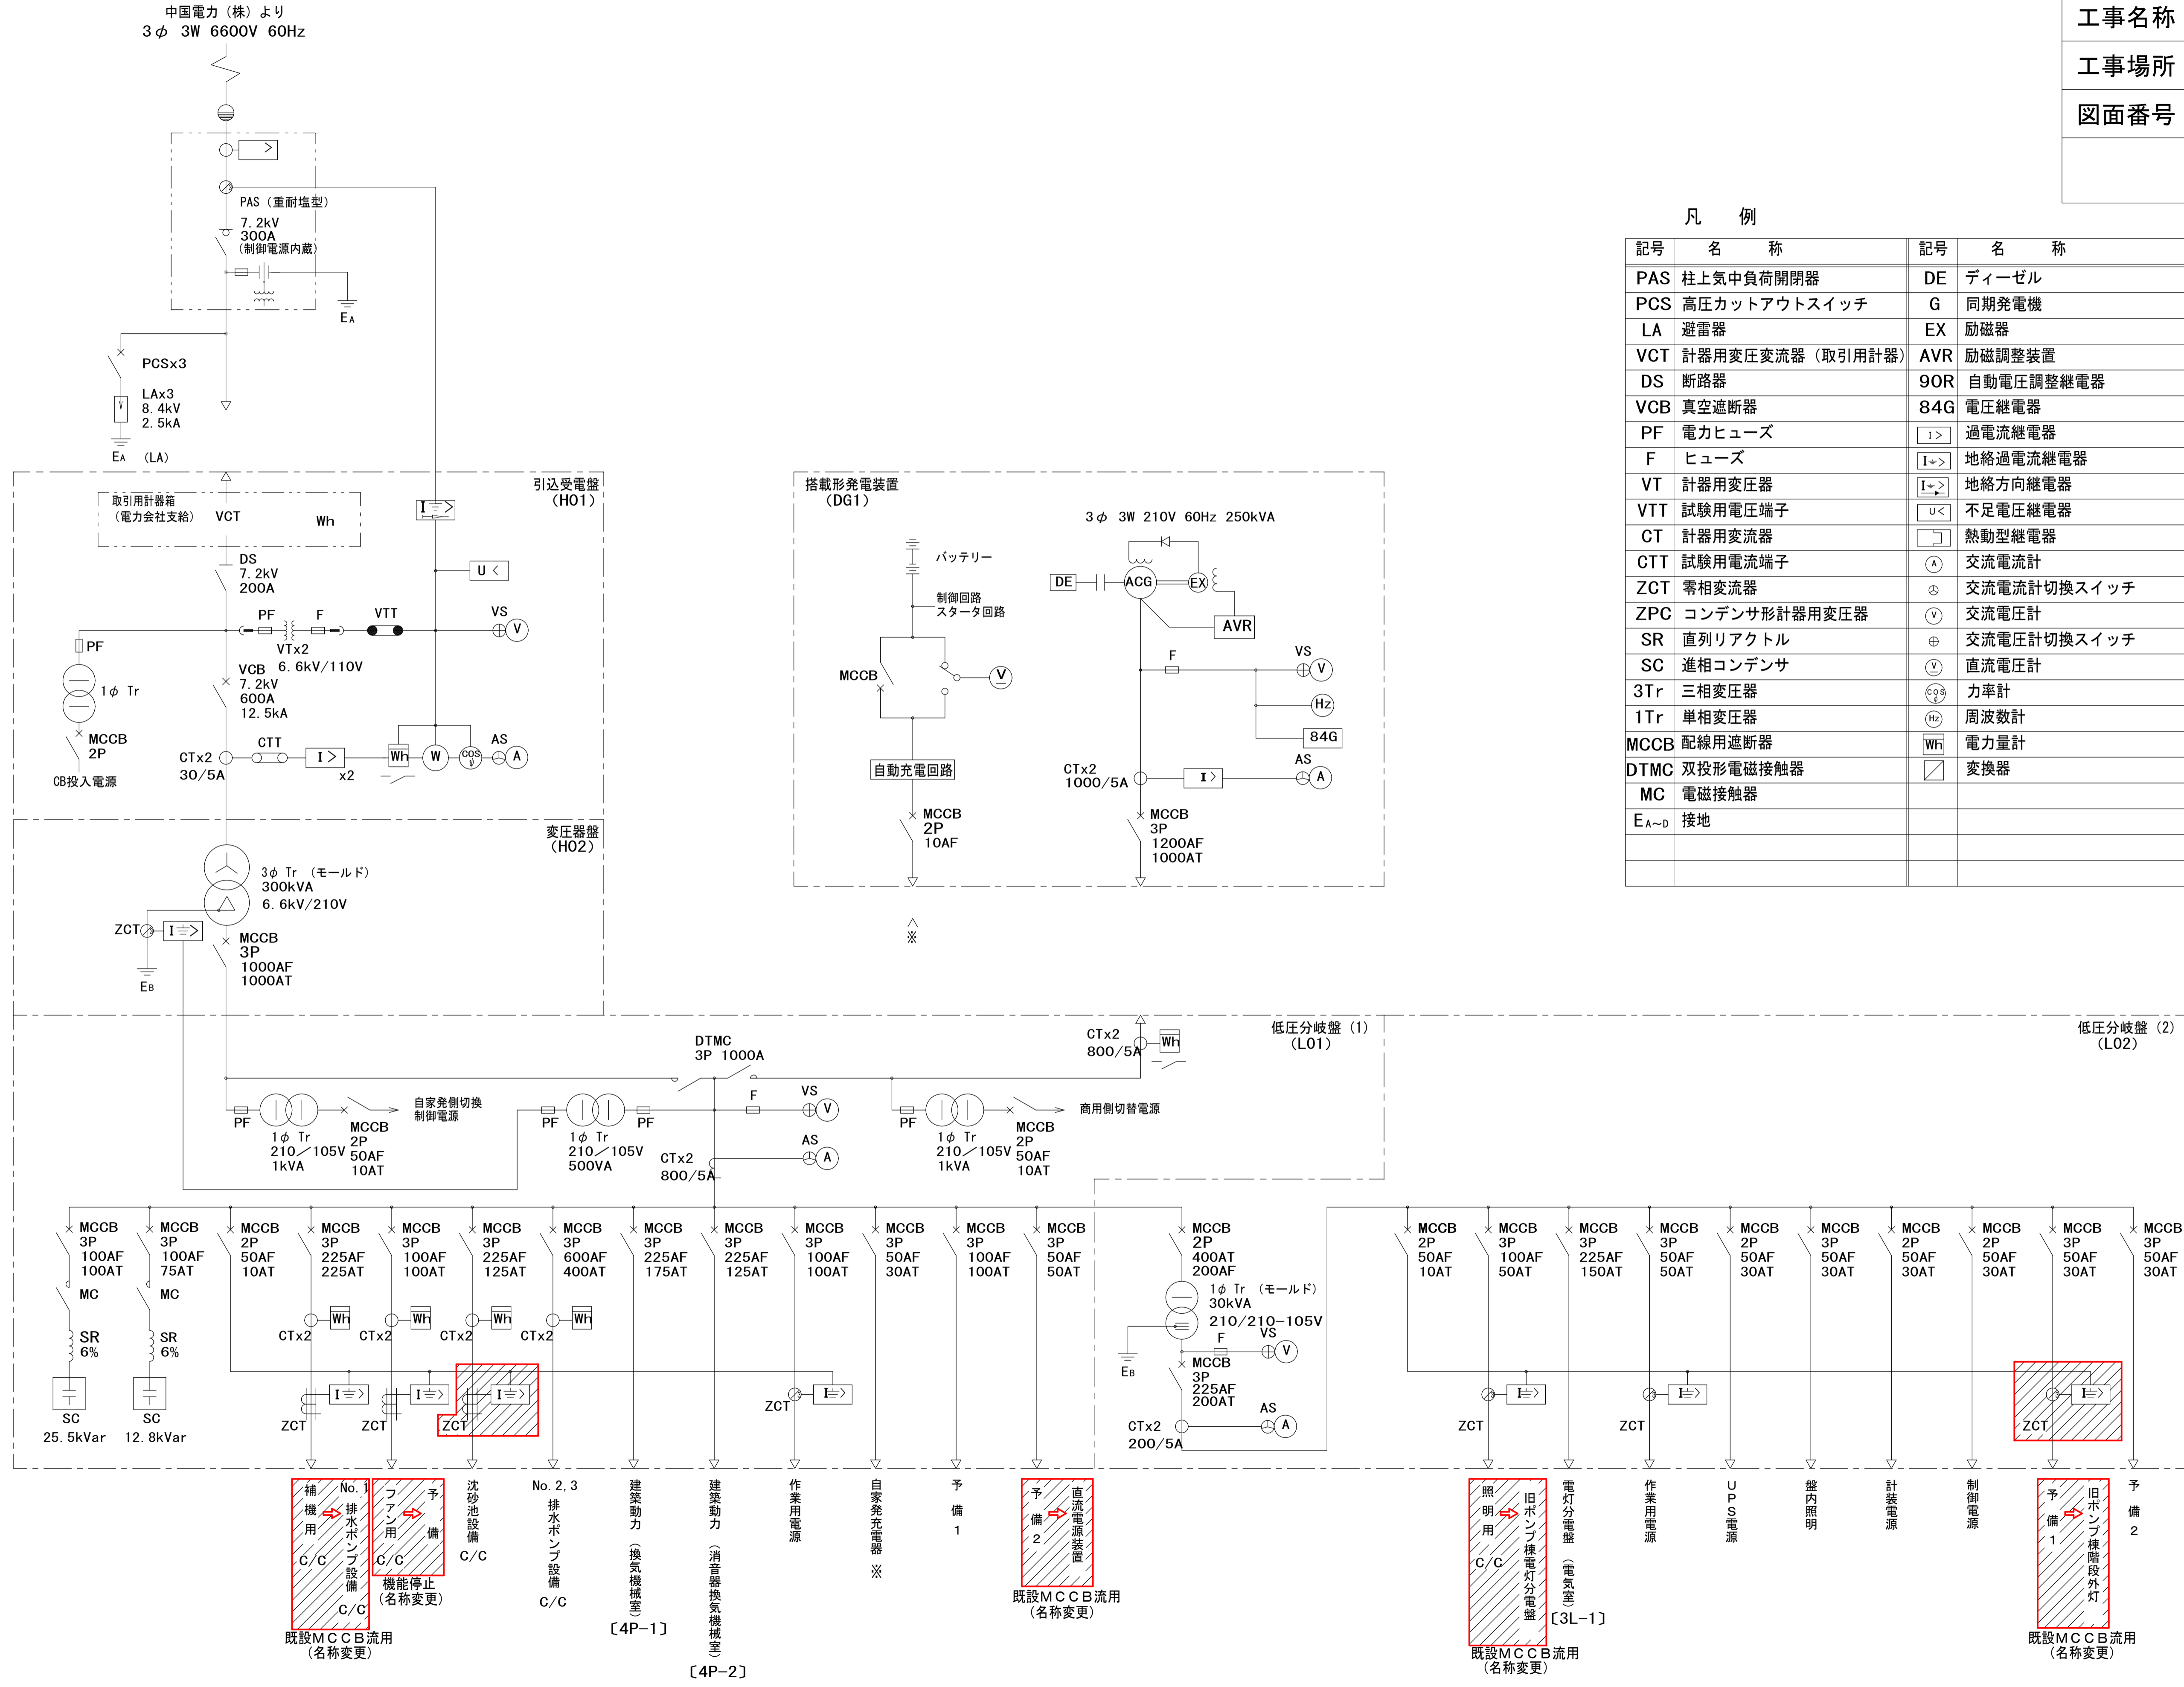 中国電力（株）より
3φ 3W 6600V 60Hz
PAS（重耐塩型）
7.2kV
300A
（制御電源内蔵）
EA
PCSx3
LAx3
8.4kV
2.5kA
EA （LA）
工事名称
工事場所
図面番号
凡 例
記号 名 称 記号 名 称
PAS 柱上気中負荷開閉器 DE ディーゼル
PCS 高圧カットアウトスイッチ G 同期発電機
LA 避雷器 EX 励磁器
VCT 計器用変圧変流器（取引用計器） AVR 励磁調整装置
DS 断路器 90R 自動電圧調整継電器
VCB 真空遮断器 84G 電圧継電器
PF 電力ヒューズ I> 過電流継電器
F ヒューズ I> 地絡過電流継電器
VT 計器用変圧器 I> 地絡方向継電器
VTT 試験用電圧端子 U< 不足電圧継電器
CT 計器用変流器 熱動型継電器
CTT 試験用電流端子 A 交流電流計
ZCT 零相変流器 交流電流計切換スイッチ
ZPC コンデンサ形計器用変圧器 V 交流電圧計
SR 直列リアクトル 交流電圧計切換スイッチ
SC 進相コンデンサ V 直流電圧計
3Tr 三相変圧器 COSφ 力率計
1Tr 単相変圧器 Hz 周波数計
MCCB 配線用遮断器 Wh 電力量計
DTMC 双投形電磁接触器 変換器
MC 電磁接触器
EA～D 接地
引込受電盤
（H01）
取引用計器箱
（電力会社支給）
VCT
Wh
I>
DS
7.2kV
200A
U<
PF
F
VTT
VS
V
VTx2
6.6kV/110V
PF
1φ Tr
MCCB
2P
CB投入電源
VCB
7.2kV
600A
12.5kA
CTx2
30/5A
CTT
I>
x2
Wh
W
COSφ
AS
A
変圧器盤
（H02）
3φ Tr （モールド）
300kVA
6.6kV/210V
ZCT
I>
EB
MCCB
3P
1000AF
1000AT
搭載形発電装置
（DG1）
3φ 3W 210V 60Hz 250kVA
バッテリー
制御回路
スタータ回路
MCCB
V
自動充電回路
MCCB
2P
10AF
※
DE
ACG
EX
AVR
F
VS
V
Hz
84G
CTx2
1000/5A
I>
AS
A
MCCB
3P
1200AF
1000AT
低圧分岐盤（1）
（L01）
低圧分岐盤（2）
（L02）
DTMC
3P 1000A
CTx2
800/5A
Wh
PF
1φ Tr
210／105V
1kVA
MCCB
2P
50AF
10AT
自家発側切換
制御電源
PF
1φ Tr
210／105V
500VA
PF
F
VS
V
CTx2
800/5A
AS
A
PF
1φ Tr
210／105V
1kVA
MCCB
2P
50AF
10AT
商用側切替電源
MCCB
3P
100AF
100AT
MC
SR
6%
SC
25.5kVar
MCCB
3P
100AF
75AT
MC
SR
6%
SC
12.8kVar
MCCB
2P
50AF
10AT
MCCB
3P
225AF
225AT
CTx2
Wh
I>
ZCT
MCCB
3P
100AF
100AT
CTx2
Wh
I>
ZCT
MCCB
3P
225AF
125AT
CTx2
Wh
I>
ZCT
MCCB
3P
600AF
400AT
CTx2
Wh
MCCB
3P
225AF
175AT
MCCB
3P
225AF
125AT
MCCB
3P
100AF
100AT
ZCT
I>
MCCB
3P
50AF
30AT
MCCB
3P
100AF
100AT
MCCB
3P
50AF
50AT
MCCB
2P
400AT
200AF
1φ Tr （モールド）
30kVA
210/210-105V
EB
F
VS
V
MCCB
3P
225AF
200AT
CTx2
200/5A
AS
A
MCCB
2P
50AF
10AT
MCCB
3P
100AF
50AT
ZCT
I>
MCCB
3P
225AF
150AT
MCCB
3P
50AF
50AT
ZCT
I>
MCCB
2P
50AF
30AT
MCCB
3P
50AF
30AT
MCCB
2P
50AF
30AT
MCCB
2P
50AF
30AT
MCCB
3P
50AF
30AT
ZCT
I>
MCCB
3P
50AF
30AT
補機用 C/C
No.1 排水ポンプ設備 C/C
既設ＭＣＣＢ流用
（名称変更）
ファン用 C/C
予備
機能停止
（名称変更）
沈砂池設備 C/C
No.2,3 排水ポンプ設備 C/C
建築動力（換気機械室）
〔4P-1〕
建築動力（消音器換気機械室）
〔4P-2〕
作業用電源
自家発充電器 ※
予備1
予備2
直流電源装置
既設ＭＣＣＢ流用
（名称変更）
照明用 C/C
旧ポンプ棟電灯分電盤
既設ＭＣＣＢ流用
（名称変更）
電灯分電盤（電気室）
〔3L-1〕
作業用電源
ＵＰＳ電源
盤内照明
計装電源
制御電源
予備1
旧ポンプ棟階段外灯
既設ＭＣＣＢ流用
（名称変更）
予備2